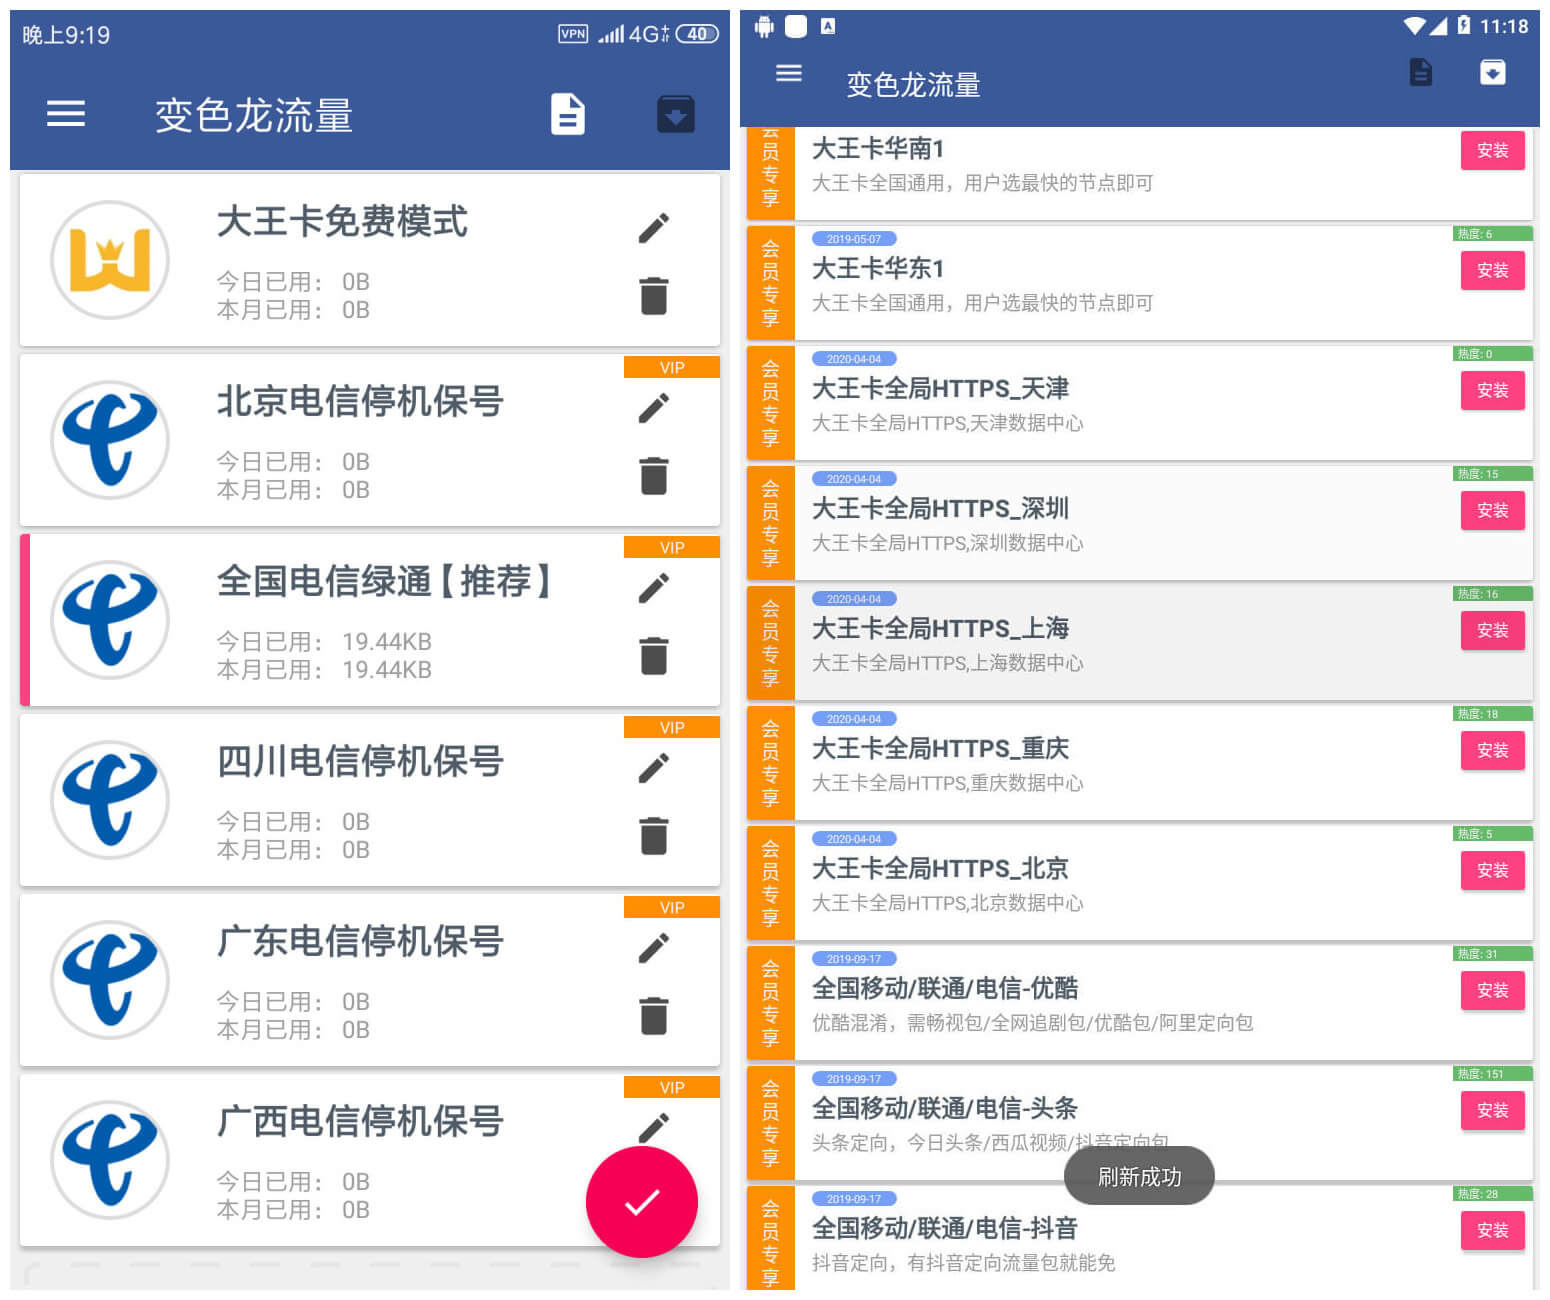 晚上9:19
VPN
4G+
40
变色龙流量
大王卡免费模式
今日已用： 0B
本月已用： 0B
VIP
北京电信停机保号
今日已用： 0B
本月已用： 0B
VIP
全国电信绿通【推荐】
今日已用： 19.44KB
本月已用： 19.44KB
VIP
四川电信停机保号
今日已用： 0B
本月已用： 0B
VIP
广东电信停机保号
今日已用： 0B
本月已用： 0B
VIP
广西电信停机保号
今日已用： 0B
本月已用： 0B
A
11:18
变色龙流量
会员专享
大王卡华南1
安装
大王卡全国通用，用户选最快的节点即可
会员专享
2019-05-07
热度: 6
大王卡华东1
安装
大王卡全国通用，用户选最快的节点即可
会员专享
2020-04-04
热度: 0
大王卡全局HTTPS_天津
安装
大王卡全局HTTPS,天津数据中心
会员专享
2020-04-04
热度: 15
大王卡全局HTTPS_深圳
安装
大王卡全局HTTPS,深圳数据中心
会员专享
2020-04-04
热度: 16
大王卡全局HTTPS_上海
安装
大王卡全局HTTPS,上海数据中心
会员专享
2020-04-04
热度: 18
大王卡全局HTTPS_重庆
安装
大王卡全局HTTPS,重庆数据中心
会员专享
2020-04-04
热度: 5
大王卡全局HTTPS_北京
安装
大王卡全局HTTPS,北京数据中心
会员专享
2019-09-17
热度: 31
全国移动/联通/电信-优酷
安装
优酷混淆，需畅视包/全网追剧包/优酷包/阿里定向包
会员专享
2019-09-17
热度: 151
全国移动/联通/电信-头条
安装
头条定向，今日头条/西瓜视频/抖音定向包
刷新成功
会员专享
2019-09-17
热度: 28
全国移动/联通/电信-抖音
安装
抖音定向，有抖音定向流量包就能免